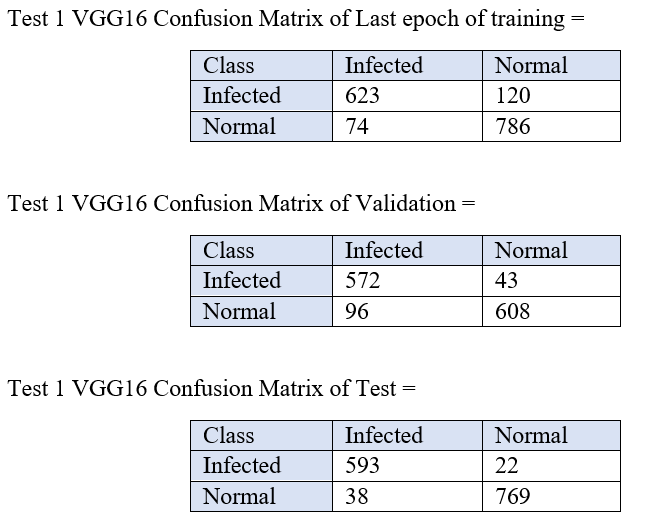 Test 1 VGG16 Confusion Matrix of Last epoch of training =
Class Infected Normal
Infected 623 120
Normal 74 786
Test 1 VGG16 Confusion Matrix of Validation =
Class Infected Normal
Infected 572 43
Normal 96 608
Test 1 VGG16 Confusion Matrix of Test =
Class Infected Normal
Infected 593 22
Normal 38 769